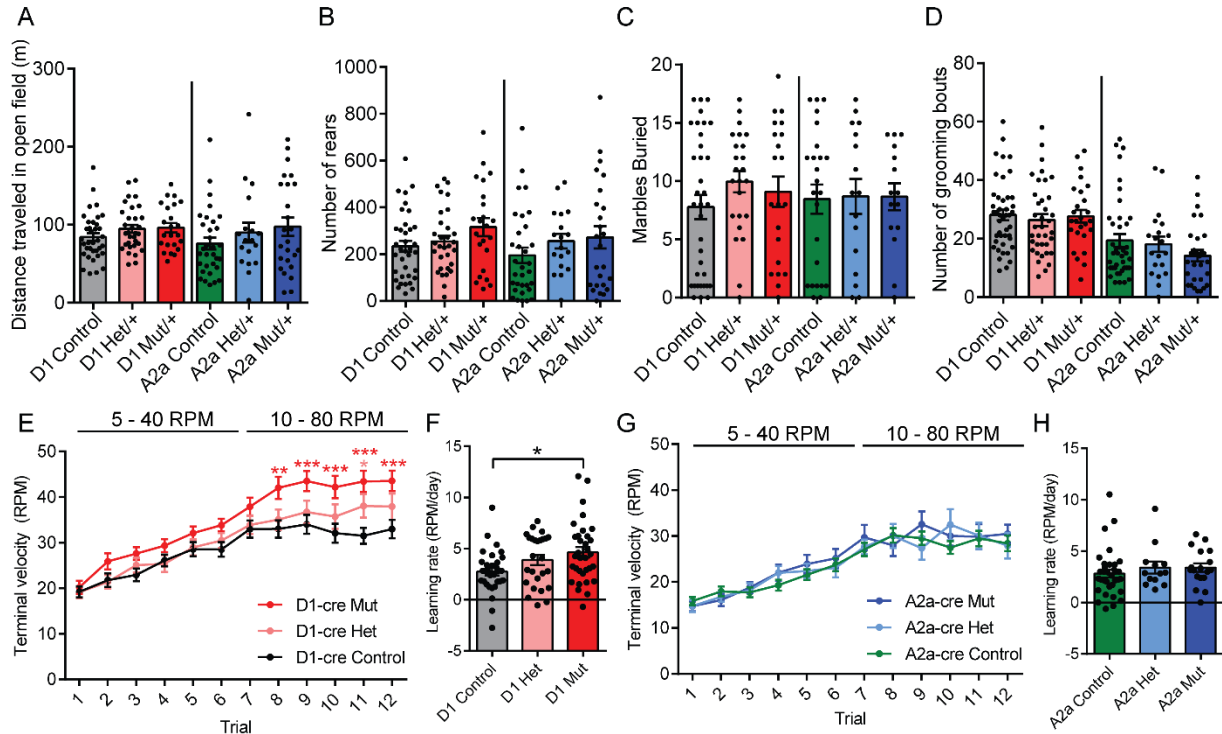 A
Distance traveled in open field (m)
300
200
100
0
D1 Control
D1 Het/+
D1 Mut/+
A2a Control
A2a Het/+
A2a Mut/+
B
Number of rears
1000
800
600
400
200
0
D1 Control
D1 Het/+
D1 Mut/+
A2a Control
A2a Het/+
A2a Mut/+
C
Marbles Buried
20
15
10
5
0
D1 Control
D1 Het/+
D1 Mut/+
A2a Control
A2a Het/+
A2a Mut/+
D
Number of grooming bouts
80
60
40
20
0
D1 Control
D1 Het/+
D1 Mut/+
A2a Control
A2a Het/+
A2a Mut/+
E
5 - 40 RPM
10 - 80 RPM
Terminal velocity (RPM)
50
40
30
20
10
0
** *** *** *** ***
*
D1-cre Mut
D1-cre Het
D1-cre Control
1 2 3 4 5 6 7 8 9 10 11 12
Trial
F
Learning rate (RPM/day)
15
10
5
0
-5
*
D1 Control
D1 Het
D1 Mut
G
5 - 40 RPM
10 - 80 RPM
Terminal velocity (RPM)
50
40
30
20
10
0
A2a-cre Mut
A2a-cre Het
A2a-cre Control
1 2 3 4 5 6 7 8 9 10 11 12
Trial
H
Learning rate (RPM/day)
15
10
5
0
-5
A2a Control
A2a Het
A2a Mut